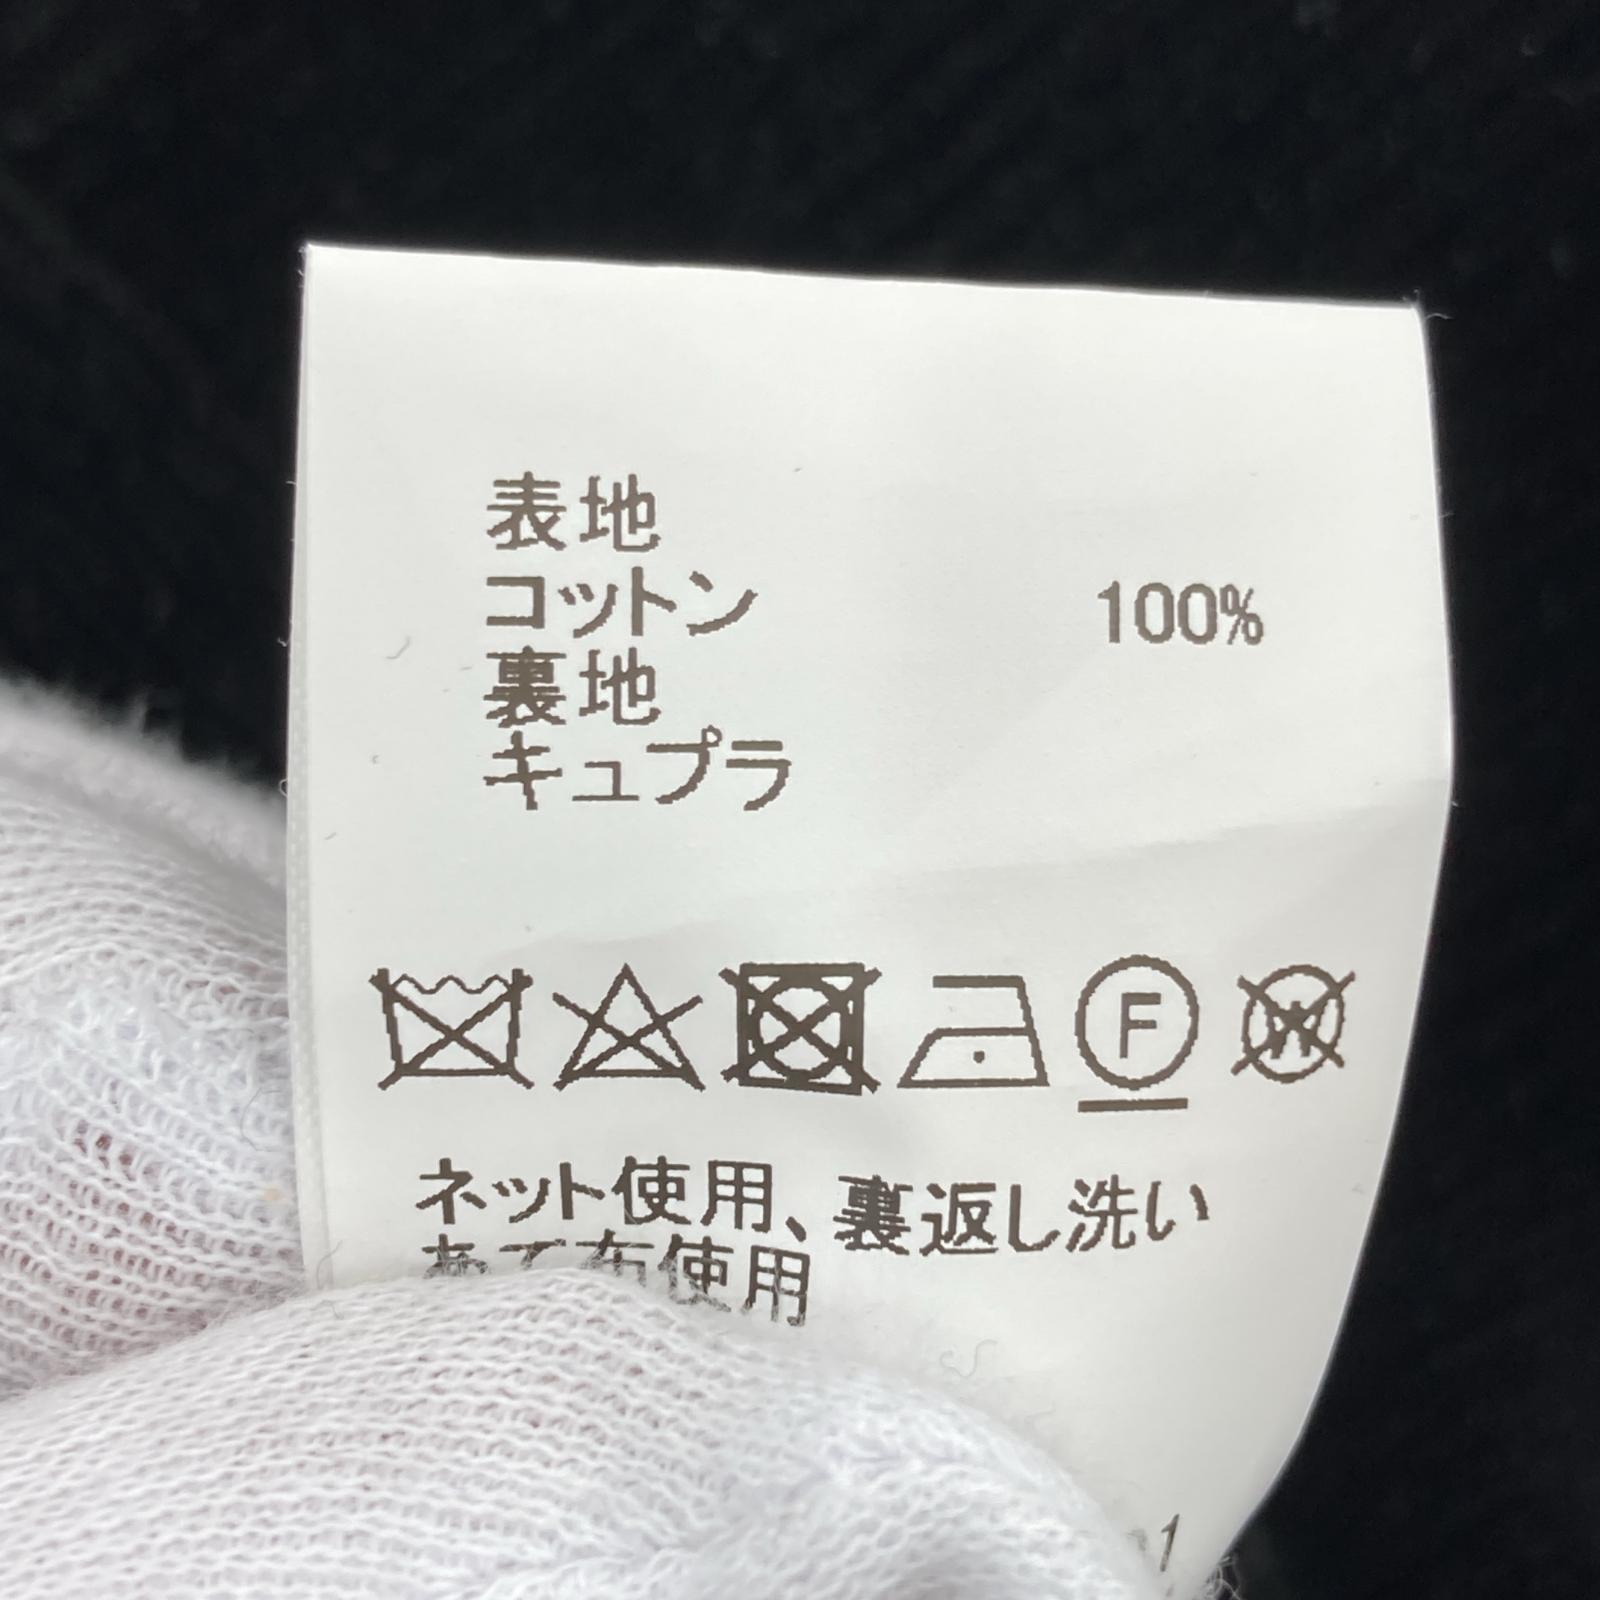 表地
コットン 100%
裏地
キュプラ
F
W
ネット使用、裏返し洗い
あて布使用